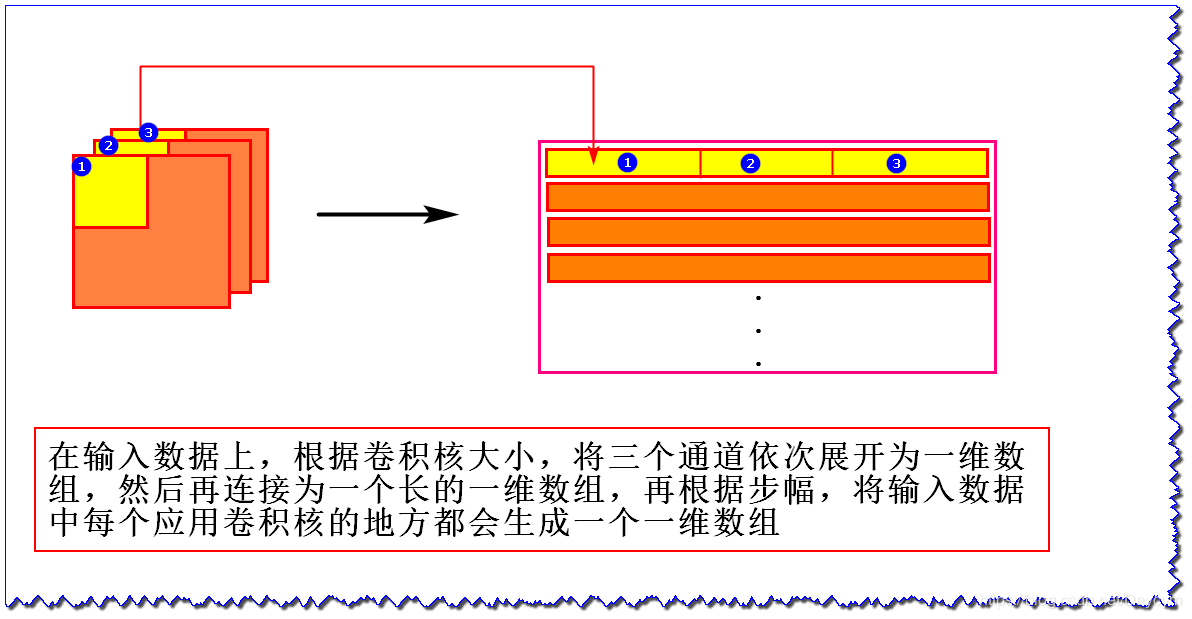 3
2
1
1 2 3
在输入数据上，根据卷积核大小，将三个通道依次展开为一维数
组，然后再连接为一个长的一维数组，再根据步幅，将输入数据
中每个应用卷积核的地方都会生成一个一维数组